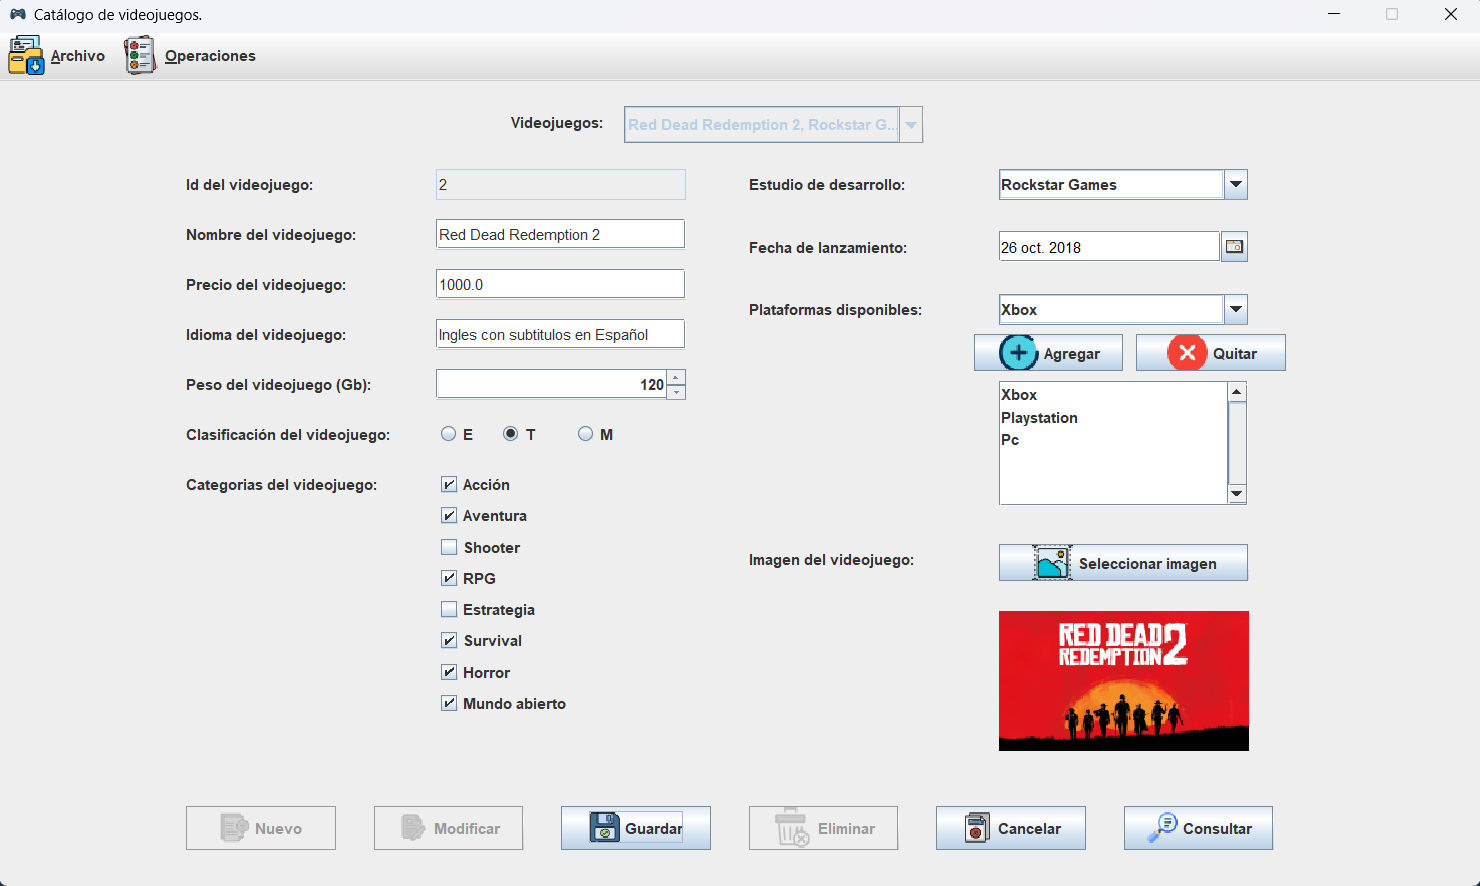 Catálogo de videojuegos.
Archivo Operaciones
Videojuegos: Red Dead Redemption 2, Rockstar G...
Id del videojuego: 2
Nombre del videojuego: Red Dead Redemption 2
Precio del videojuego: 1000.0
Idioma del videojuego: Ingles con subtitulos en Español
Peso del videojuego (Gb): 120
Clasificación del videojuego: E T M
Categorias del videojuego: Acción
Aventura
Shooter
RPG
Estrategia
Survival
Horror
Mundo abierto
Estudio de desarrollo: Rockstar Games
Fecha de lanzamiento: 26 oct. 2018
Plataformas disponibles: Xbox
Agregar Quitar
Xbox
Playstation
Pc
Imagen del videojuego: Seleccionar imagen
RED DEAD
REDEMPTION 2
Nuevo Modificar Guardar Eliminar Cancelar Consultar